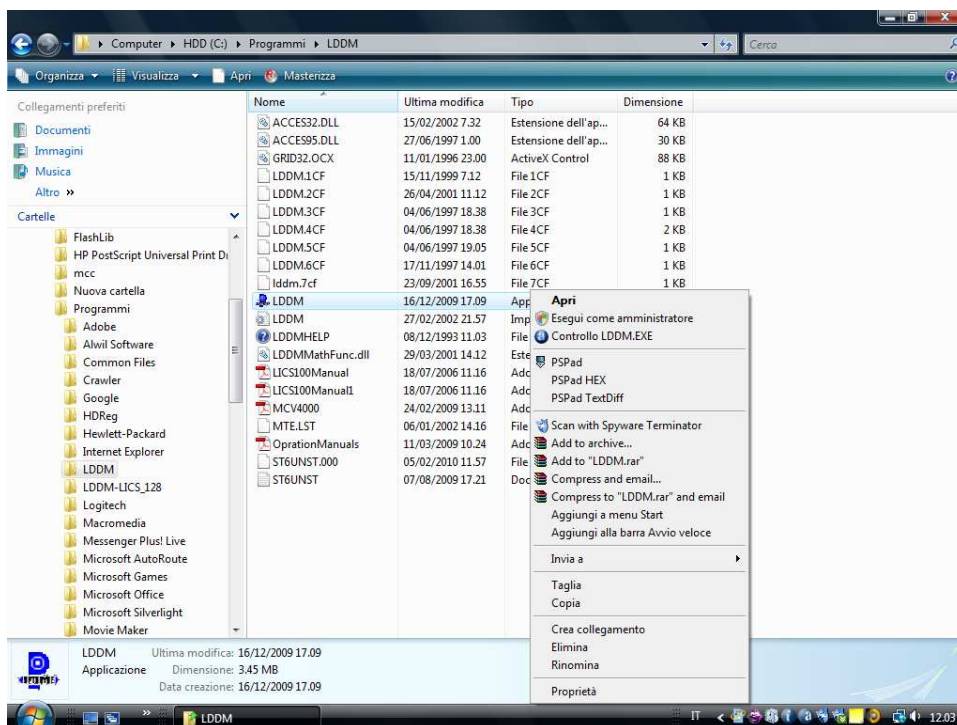 Computer ▸ HDD (C:) ▸ Programmi ▸ LDDM
Cerca
Organizza Visualizza Apri Masterizza
Collegamenti preferiti
Documenti
Immagini
Musica
Altro »
Cartelle
FlashLib
HP PostScript Universal Print Dr
mcc
Nuova cartella
Programmi
Adobe
Alwil Software
Common Files
Crawler
Google
HDReg
Hewlett-Packard
Internet Explorer
LDDM
LDDM-LICS_128
Logitech
Macromedia
Messenger Plus! Live
Microsoft AutoRoute
Microsoft Games
Microsoft Office
Microsoft Silverlight
Movie Maker
Nome Ultima modifica Tipo Dimensione
ACCES32.DLL 15/02/2002 7.32 Estensione dell'ap... 64 KB
ACCES95.DLL 27/06/1997 1.00 Estensione dell'ap... 30 KB
GRID32.OCX 11/01/1996 23.00 ActiveX Control 88 KB
LDDM.1CF 15/11/1999 7.12 File 1CF 1 KB
LDDM.2CF 26/04/2001 11.12 File 2CF 1 KB
LDDM.3CF 04/06/1997 18.38 File 3CF 1 KB
LDDM.4CF 04/06/1997 18.38 File 4CF 2 KB
LDDM.5CF 04/06/1997 19.05 File 5CF 1 KB
LDDM.6CF 17/11/1997 14.01 File 6CF 1 KB
lddm.7cf 23/09/2001 16.55 File 7CF 1 KB
LDDM 16/12/2009 17.09 App
LDDM 27/02/2002 21.57 Imp
LDDMHELP 08/12/1993 11.03 File
LDDMMathFunc.dll 29/03/2001 14.12 Este
LICS100Manual 18/07/2006 11.16 Ado
LICS100Manual1 18/07/2006 11.16 Ado
MCV4000 24/02/2009 13.11 Ado
MTE.LST 06/01/2002 14.16 File
OprationManuals 11/03/2009 10.24 Ado
ST6UNST.000 05/02/2010 11.57 File
ST6UNST 07/08/2009 17.21 Doc
Apri
Esegui come amministratore
Controllo LDDM.EXE
PSPad
PSPad HEX
PSPad TextDiff
Scan with Spyware Terminator
Add to archive...
Add to "LDDM.rar"
Compress and email...
Compress to "LDDM.rar" and email
Aggiungi a menu Start
Aggiungi alla barra Avvio veloce
Invia a
Taglia
Copia
Crea collegamento
Elimina
Rinomina
Proprietà
LDDM Ultima modifica: 16/12/2009 17.09
Applicazione Dimensione: 3.45 MB
Data creazione: 16/12/2009 17.09
» LDDM IT 12.03